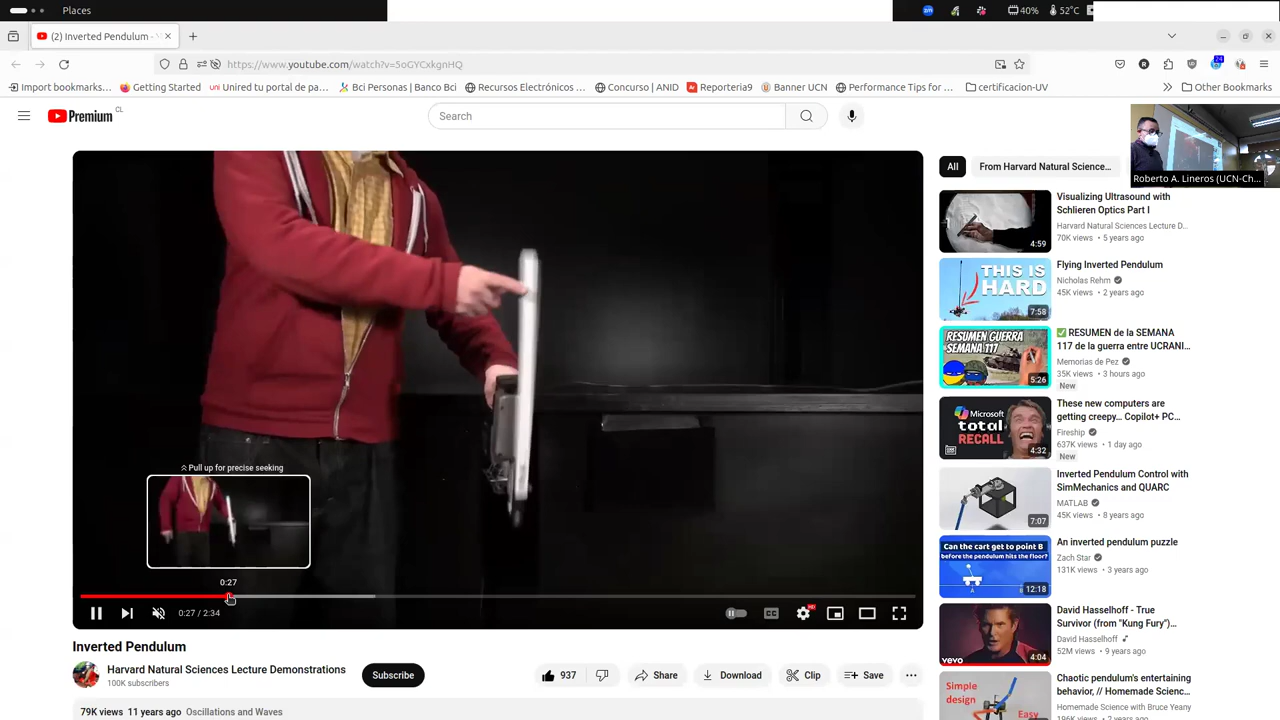 Places
40%
52°C
(2) Inverted Pendulum -
https://www.youtube.com/watch?v=5oGYCxkgnHQ
24
Import bookmarks...
Getting Started
Unired tu portal de pa...
Bci Personas | Banco Bci
Recursos Electrónicos ...
Concurso | ANID
Reporteria9
Banner UCN
Performance Tips for ...
certificacion-UV
Other Bookmarks
Premium CL
Search
Roberto A. Lineros (UCN-Ch...
All
From Harvard Natural Science...
Visualizing Ultrasound with
Schlieren Optics Part I
Harvard Natural Sciences Lecture D...
70K views • 5 years ago
4:59
THIS IS
HARD
7:58
Flying Inverted Pendulum
Nicholas Rehm
45K views • 2 years ago
RESUMEN GUERRA
SEMANA 117
5:26
✅ RESUMEN de la SEMANA
117 de la guerra entre UCRANI...
Memorias de Pez
35K views • 3 hours ago
New
Microsoft
total
RECALL
4:32
These new computers are
getting creepy... Copilot+ PC...
Fireship
637K views • 1 day ago
New
7:07
Inverted Pendulum Control with
SimMechanics and QUARC
MATLAB
45K views • 8 years ago
Can the cart get to point B
before the pendulum hits the floor?
12:18
An inverted pendulum puzzle
Zach Star
131K views • 3 years ago
vevo
4:04
David Hasselhoff - True
Survivor (from "Kung Fury")...
David Hasselhoff
52M views • 9 years ago
Simple
design
Easy
Chaotic pendulum's entertaining
behavior, // Homemade Scienc...
Homemade Science with Bruce Yeany
196K views • 2 years ago
Pull up for precise seeking
0:27
0:27 / 2:34
CC
HD
Inverted Pendulum
Harvard Natural Sciences Lecture Demonstrati
100K subscribers
Subscribe
937
Share
Download
Clip
Save
79K views 11 years ago Oscillations and Waves